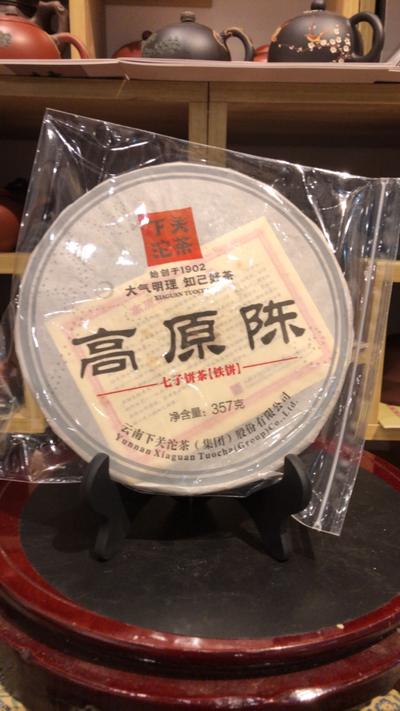 下关
沱茶
始创于1902
大气明理 知己好茶
XIAGUAN TUOCHA
高原陈
七子饼茶[铁饼]
净含量：357克
云南下关沱茶（集团）股份有限公司
Yunnan Xiaguan Tuocha(Group)Co.,Ltd.